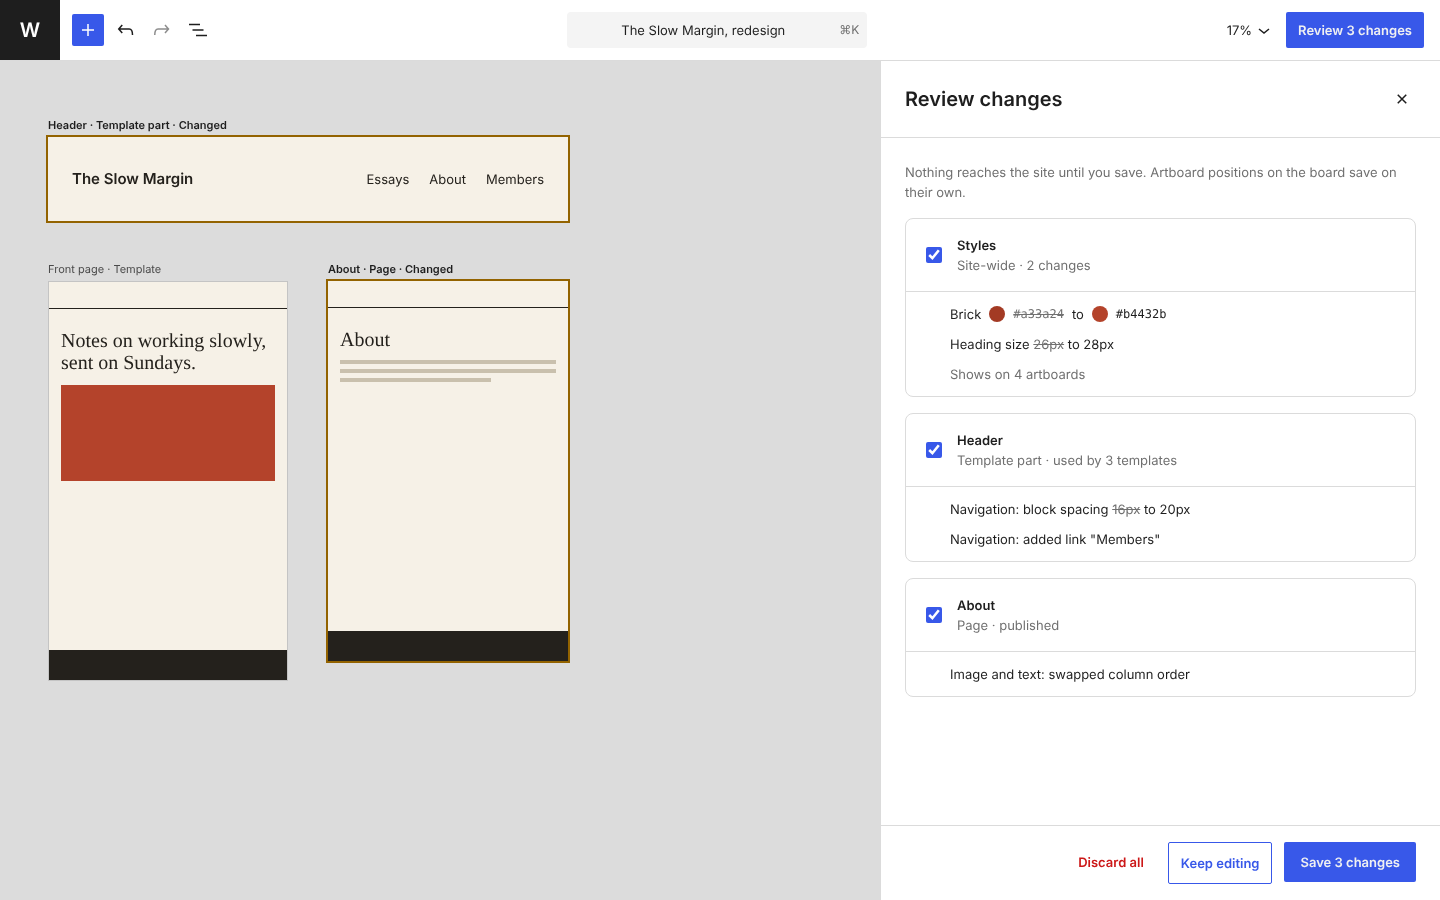 W
The Slow Margin, redesign
⌘K
17%
Review 3 changes
Header · Template part · Changed
The Slow Margin
Essays
About
Members
Front page · Template
Notes on working slowly,
sent on Sundays.
About · Page · Changed
About
Review changes
Nothing reaches the site until you save. Artboard positions on the board save on
their own.
Styles
Site-wide · 2 changes
Brick #a33a24 to #b4432b
Heading size 26px to 28px
Shows on 4 artboards
Header
Template part · used by 3 templates
Navigation: block spacing 16px to 20px
Navigation: added link "Members"
About
Page · published
Image and text: swapped column order
Discard all
Keep editing
Save 3 changes